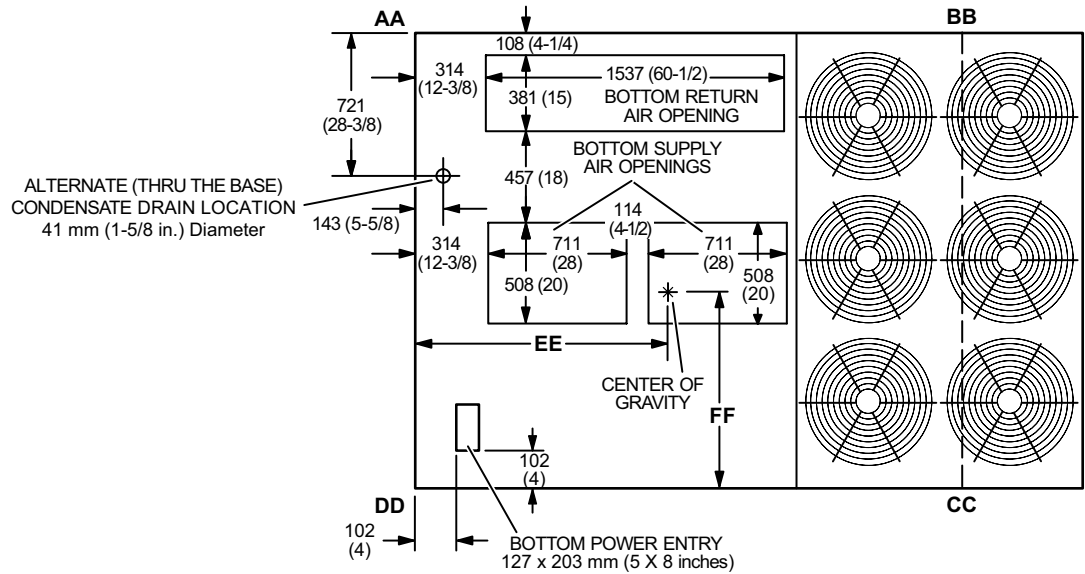 AA
BB
108 (4-1/4)
314
(12-3/8)
1537 (60-1/2)
381 (15)
BOTTOM RETURN
AIR OPENING
721
(28-3/8)
BOTTOM SUPPLY
AIR OPENINGS
457 (18)
ALTERNATE (THRU THE BASE)
CONDENSATE DRAIN LOCATION
41 mm (1-5/8 in.) Diameter
143 (5-5/8)
314
(12-3/8)
114
(4-1/2)
711
(28)
711
(28)
508 (20)
508
(20)
EE
CENTER OF
GRAVITY
FF
102
(4)
DD
CC
102
(4)
BOTTOM POWER ENTRY
127 x 203 mm (5 X 8 inches)